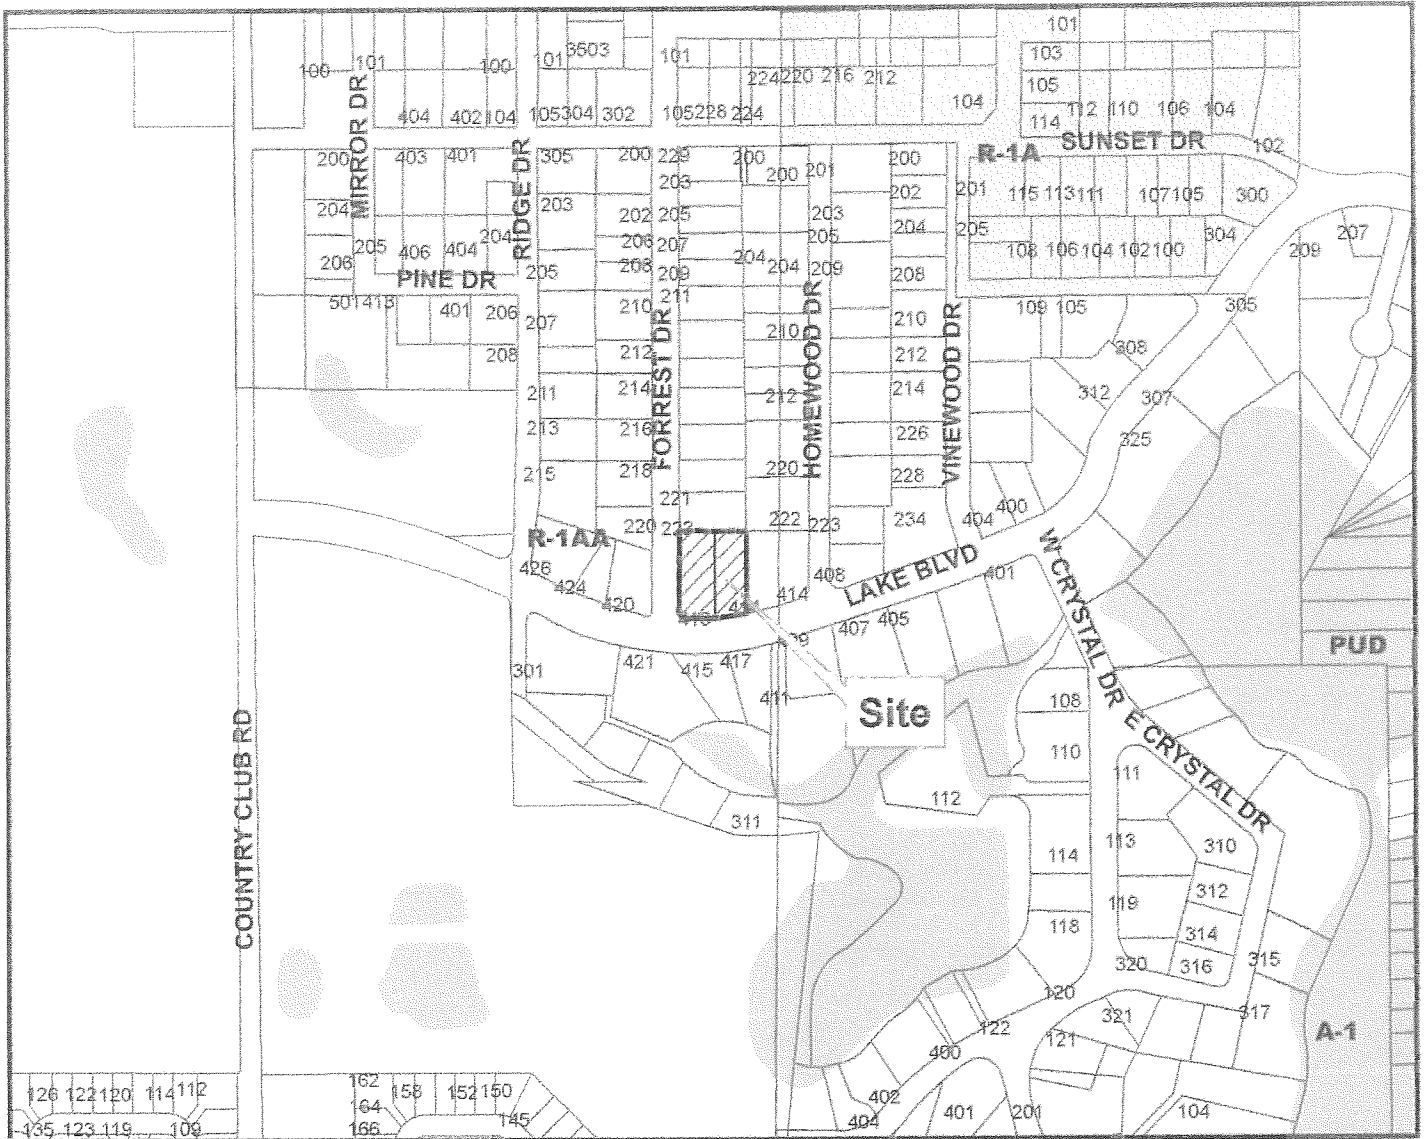 101
3503
100 101 100 101 101
224 220 216 212
103
105
104
404 402 104 105 304 302 105 228 224
112 110 106 104
114
MIRROR DR
SUNSET DR
R-1A
102
200 403 401 305 200 229 200 200 201 200
RIDGE DR
203 202 201 115 113 111 107 105 300
204 203 202 205 203 204 205
205 406 404 204 206 207 205 304 209 207
206 208 209 204 204 209 208 108 106 104 102 100
PINE DR
205 211
501 413 401 206 207 210 210 210 109 105 305
FORREST DR
HOMEWOOD DR
VINEWOOD DR
208 212 212 308
211 214 212 214 312 307
213 216 226 325
215 218 220 228
221 400
R-1AA
220 222 222 223 234 404
426 424 420 408 414
LAKE BLVD
401
W CRYSTAL DR
407 405
301 421 415 417 411
PUD
Site
108
110
E CRYSTAL DR
111
COUNTRY CLUB RD
112
311
113 310
114
312
119
118 314
320 316 315
120 317
122 321
121
A-1
400
402
404 401 201 104
126 122 120 114 112
162 158 152 150
164 145
135 123 119 109 166